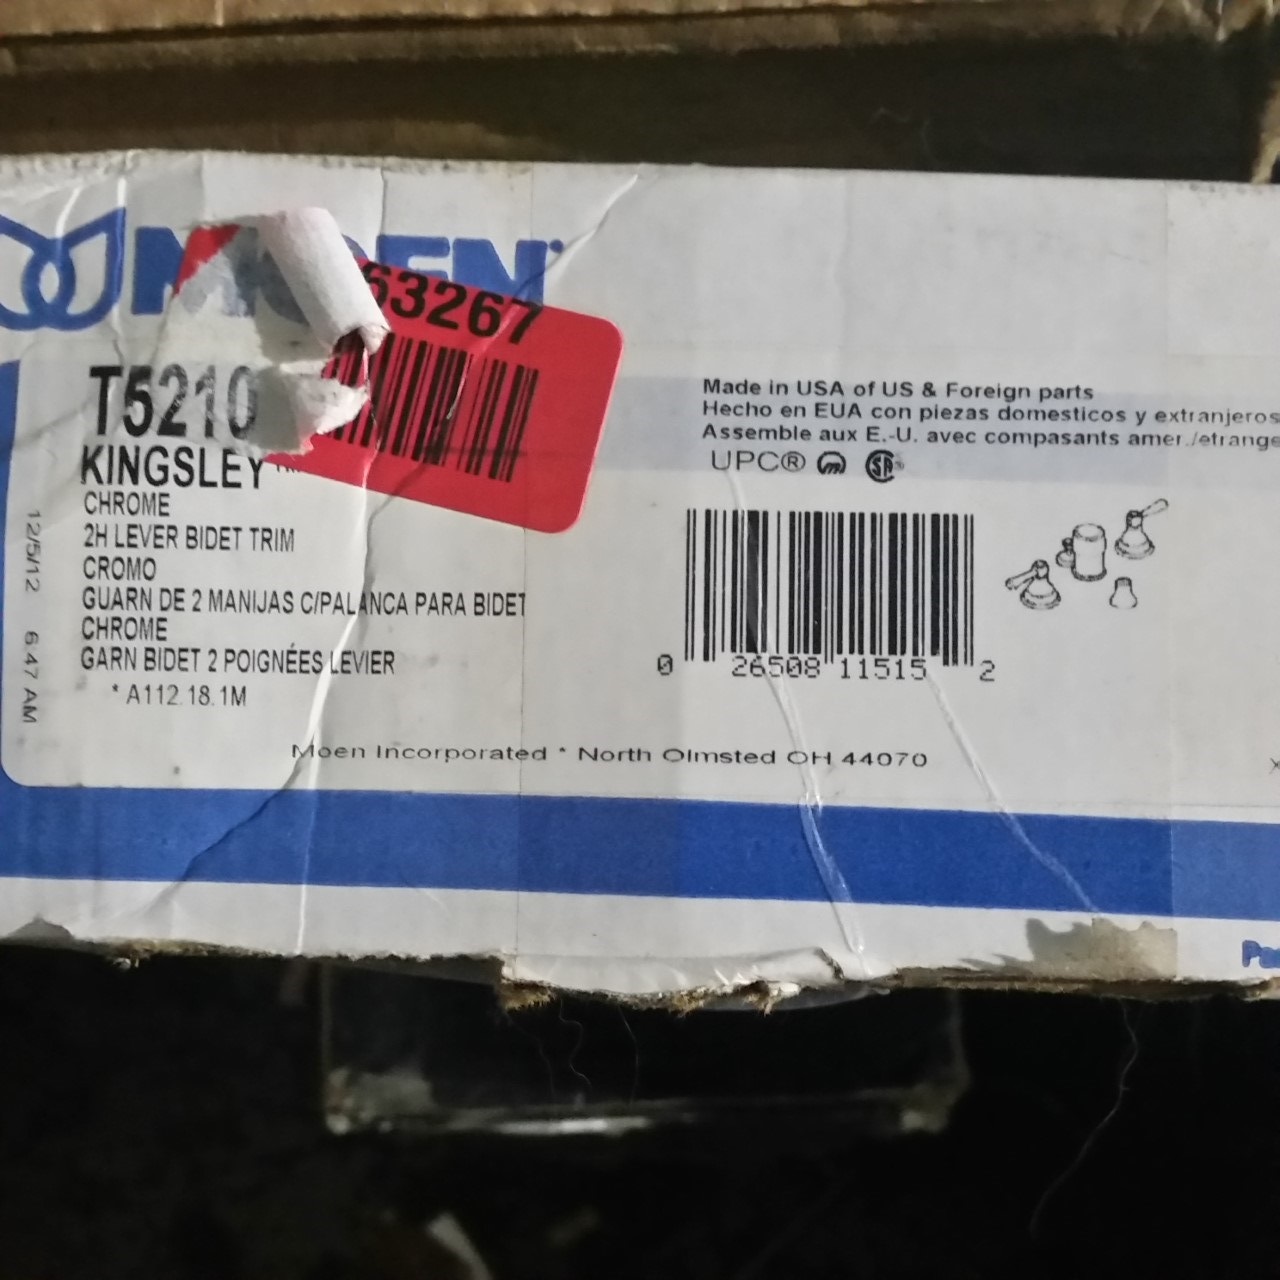 MOEN
63267
T5210
KINGSLEY™
CHROME
2H LEVER BIDET TRIM
CROMO
GUARN DE 2 MANIJAS C/PALANCA PARA BIDET
CHROME
GARN BIDET 2 POIGNÉES LEVIER
* A112.18.1M
12/5/12 6:47 AM
Made in USA of US & Foreign parts
Hecho en EUA con piezas domesticos y extranjeros
Assemble aux E.-U. avec compasants amer./etrange
UPC®
0 26508 11515 2
Moen Incorporated * North Olmsted OH 44070